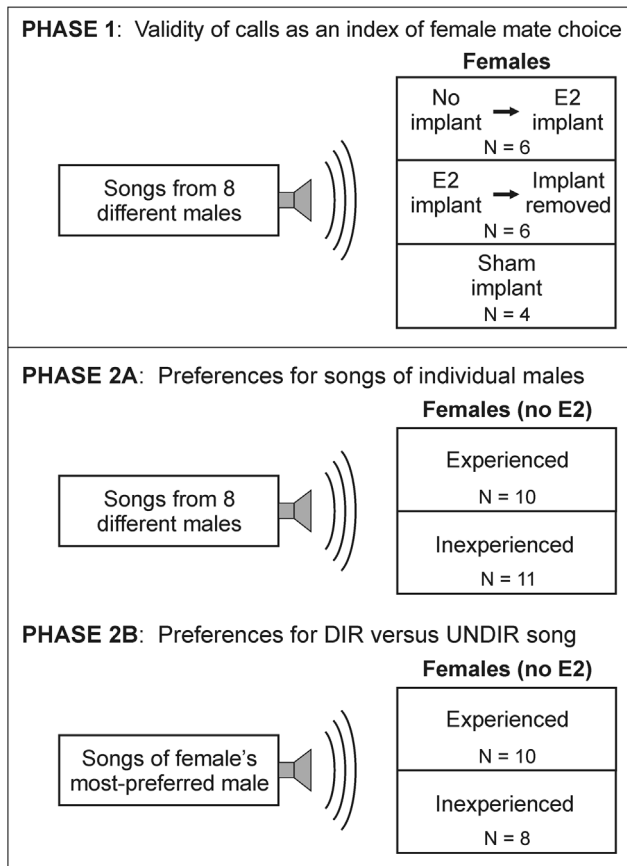 PHASE 1: Validity of calls as an index of female mate choice
Females
Songs from 8
different males
No
implant
E2
implant
N = 6
E2
implant
Implant
removed
N = 6
Sham
implant
N = 4
PHASE 2A: Preferences for songs of individual males
Females (no E2)
Songs from 8
different males
Experienced
N = 10
Inexperienced
N = 11
PHASE 2B: Preferences for DIR versus UNDIR song
Females (no E2)
Songs of female's
most-preferred male
Experienced
N = 10
Inexperienced
N = 8